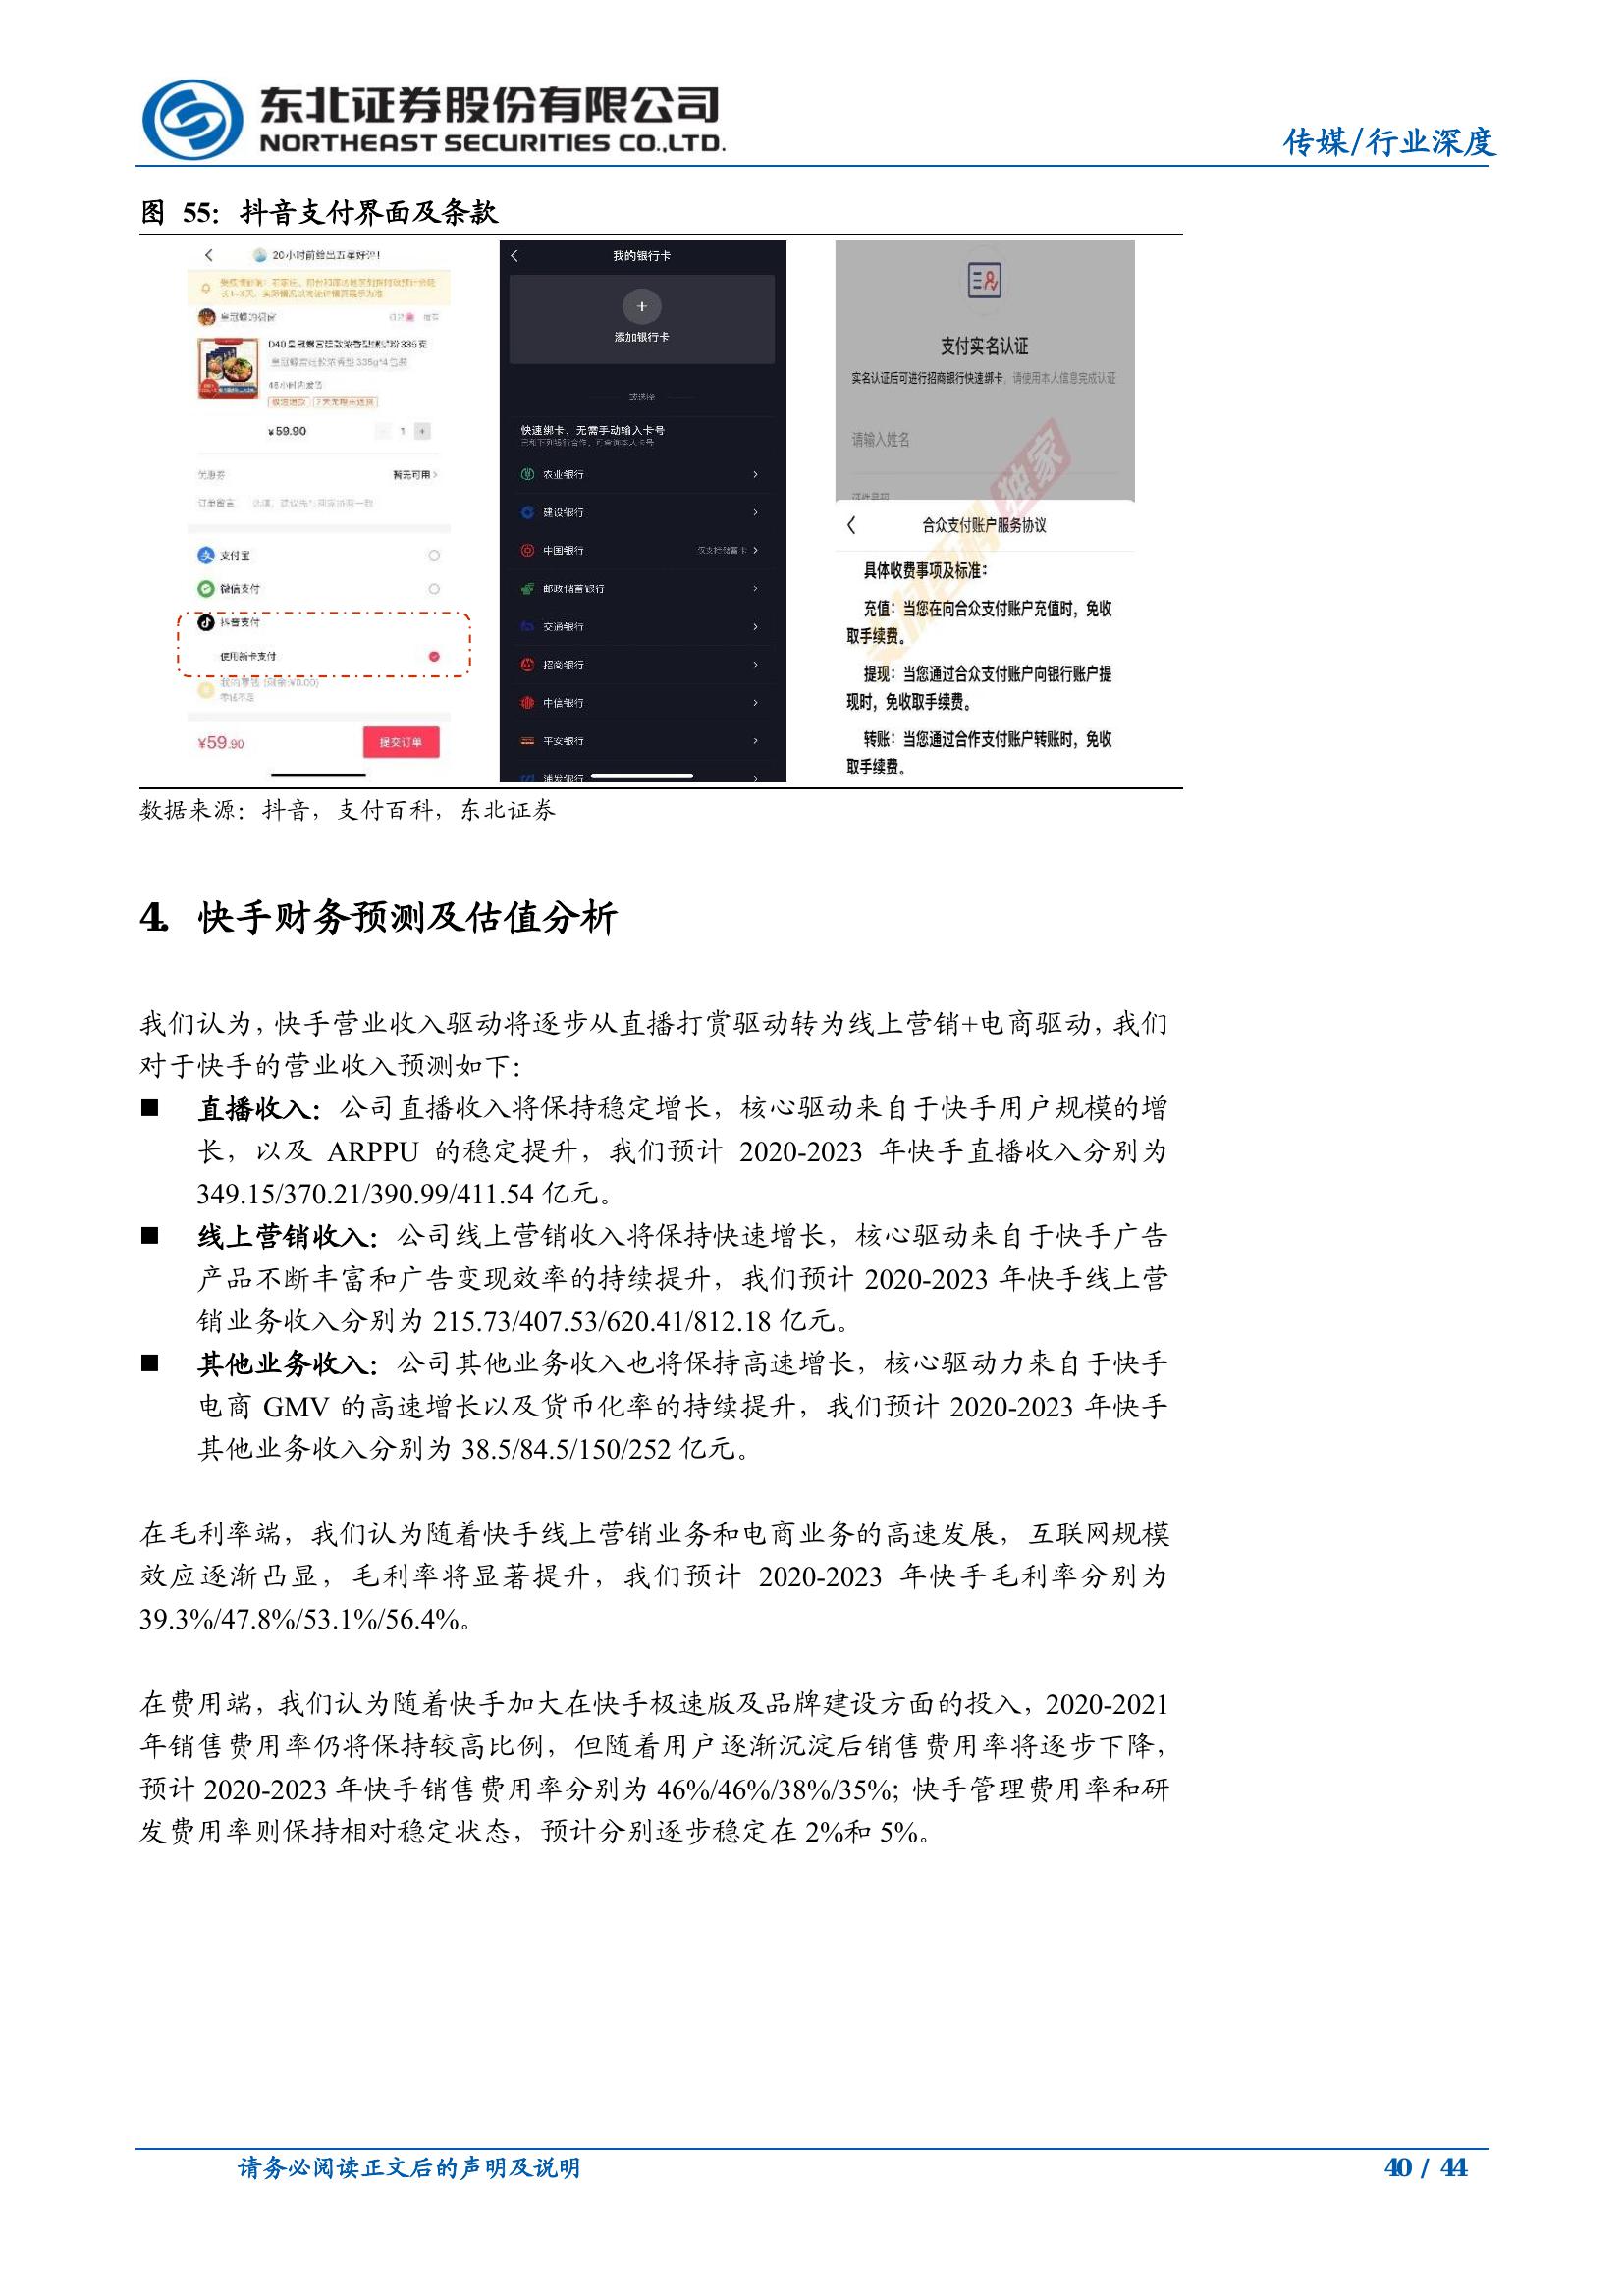 东北证券股份有限公司
NORTHEAST SECURITIES CO.,LTD.
传媒/行业深度
图 55：抖音支付界面及条款
20小时前给出五星好评!
¥59.90
1
暂无可用
订单留言
支付宝
微信支付
抖音支付
使用新卡支付
零钱不足
¥59.90
提交订单
我的银行卡
添加银行卡
或选择
快速绑卡、无需手动输入卡号
农业银行
建设银行
中国银行
仅支持储蓄卡
邮政储蓄银行
交通银行
招商银行
中信银行
平安银行
浦发银行
支付实名认证
实名认证后可进行招商银行快速绑卡，请使用本人信息完成认证
请输入姓名
独家
合众支付账户服务协议
具体收费事项及标准：
充值：当您在向合众支付账户充值时，免收
取手续费。
提现：当您通过合众支付账户向银行账户提
现时，免收取手续费。
转账：当您通过合作支付账户转账时，免收
取手续费。
数据来源：抖音，支付百科，东北证券
4. 快手财务预测及估值分析
我们认为，快手营业收入驱动将逐步从直播打赏驱动转为线上营销+电商驱动，我们
对于快手的营业收入预测如下：
■ 直播收入：公司直播收入将保持稳定增长，核心驱动来自于快手用户规模的增
长，以及 ARPPU 的稳定提升，我们预计 2020-2023 年快手直播收入分别为
349.15/370.21/390.99/411.54 亿元。
■ 线上营销收入：公司线上营销收入将保持快速增长，核心驱动来自于快手广告
产品不断丰富和广告变现效率的持续提升，我们预计 2020-2023 年快手线上营
销业务收入分别为 215.73/407.53/620.41/812.18 亿元。
■ 其他业务收入：公司其他业务收入也将保持高速增长，核心驱动力来自于快手
电商 GMV 的高速增长以及货币化率的持续提升，我们预计 2020-2023 年快手
其他业务收入分别为 38.5/84.5/150/252 亿元。
在毛利率端，我们认为随着快手线上营销业务和电商业务的高速发展，互联网规模
效应逐渐凸显，毛利率将显著提升，我们预计 2020-2023 年快手毛利率分别为
39.3%/47.8%/53.1%/56.4%。
在费用端，我们认为随着快手加大在快手极速版及品牌建设方面的投入，2020-2021
年销售费用率仍将保持较高比例，但随着用户逐渐沉淀后销售费用率将逐步下降，
预计 2020-2023 年快手销售费用率分别为 46%/46%/38%/35%；快手管理费用率和研
发费用率则保持相对稳定状态，预计分别逐步稳定在 2%和 5%。
请务必阅读正文后的声明及说明
40 / 44